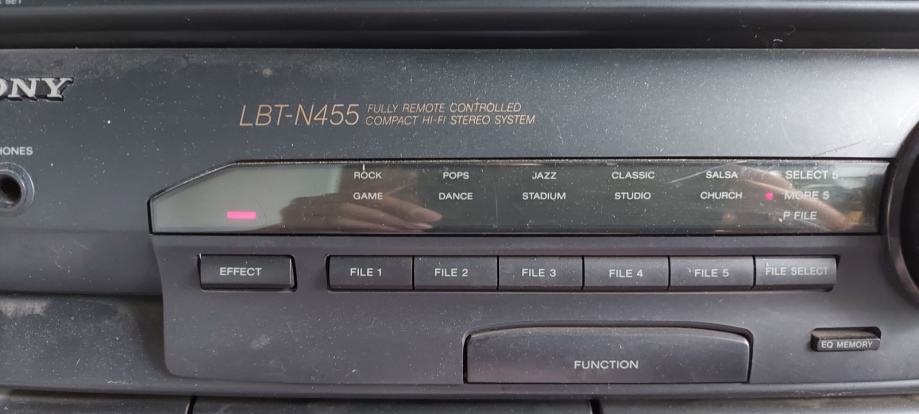 SET
ONY
LBT-N455 FULLY REMOTE CONTROLLED
COMPACT HI-FI STEREO SYSTEM
ONES
ROCK POPS JAZZ CLASSIC SALSA SELECT 5
GAME DANCE STADIUM STUDIO CHURCH MORE 5
P FILE
EFFECT FILE 1 FILE 2 FILE 3 FILE 4 FILE 5 FILE SELECT
EQ MEMORY
FUNCTION